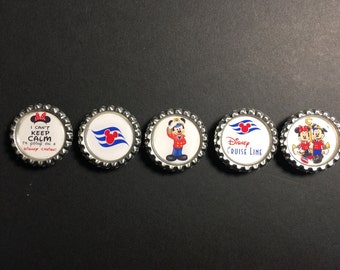 I CAN'T
KEEP
CALM
I'm going on a
Disney Cruise!
Disney
CRUISE LINE